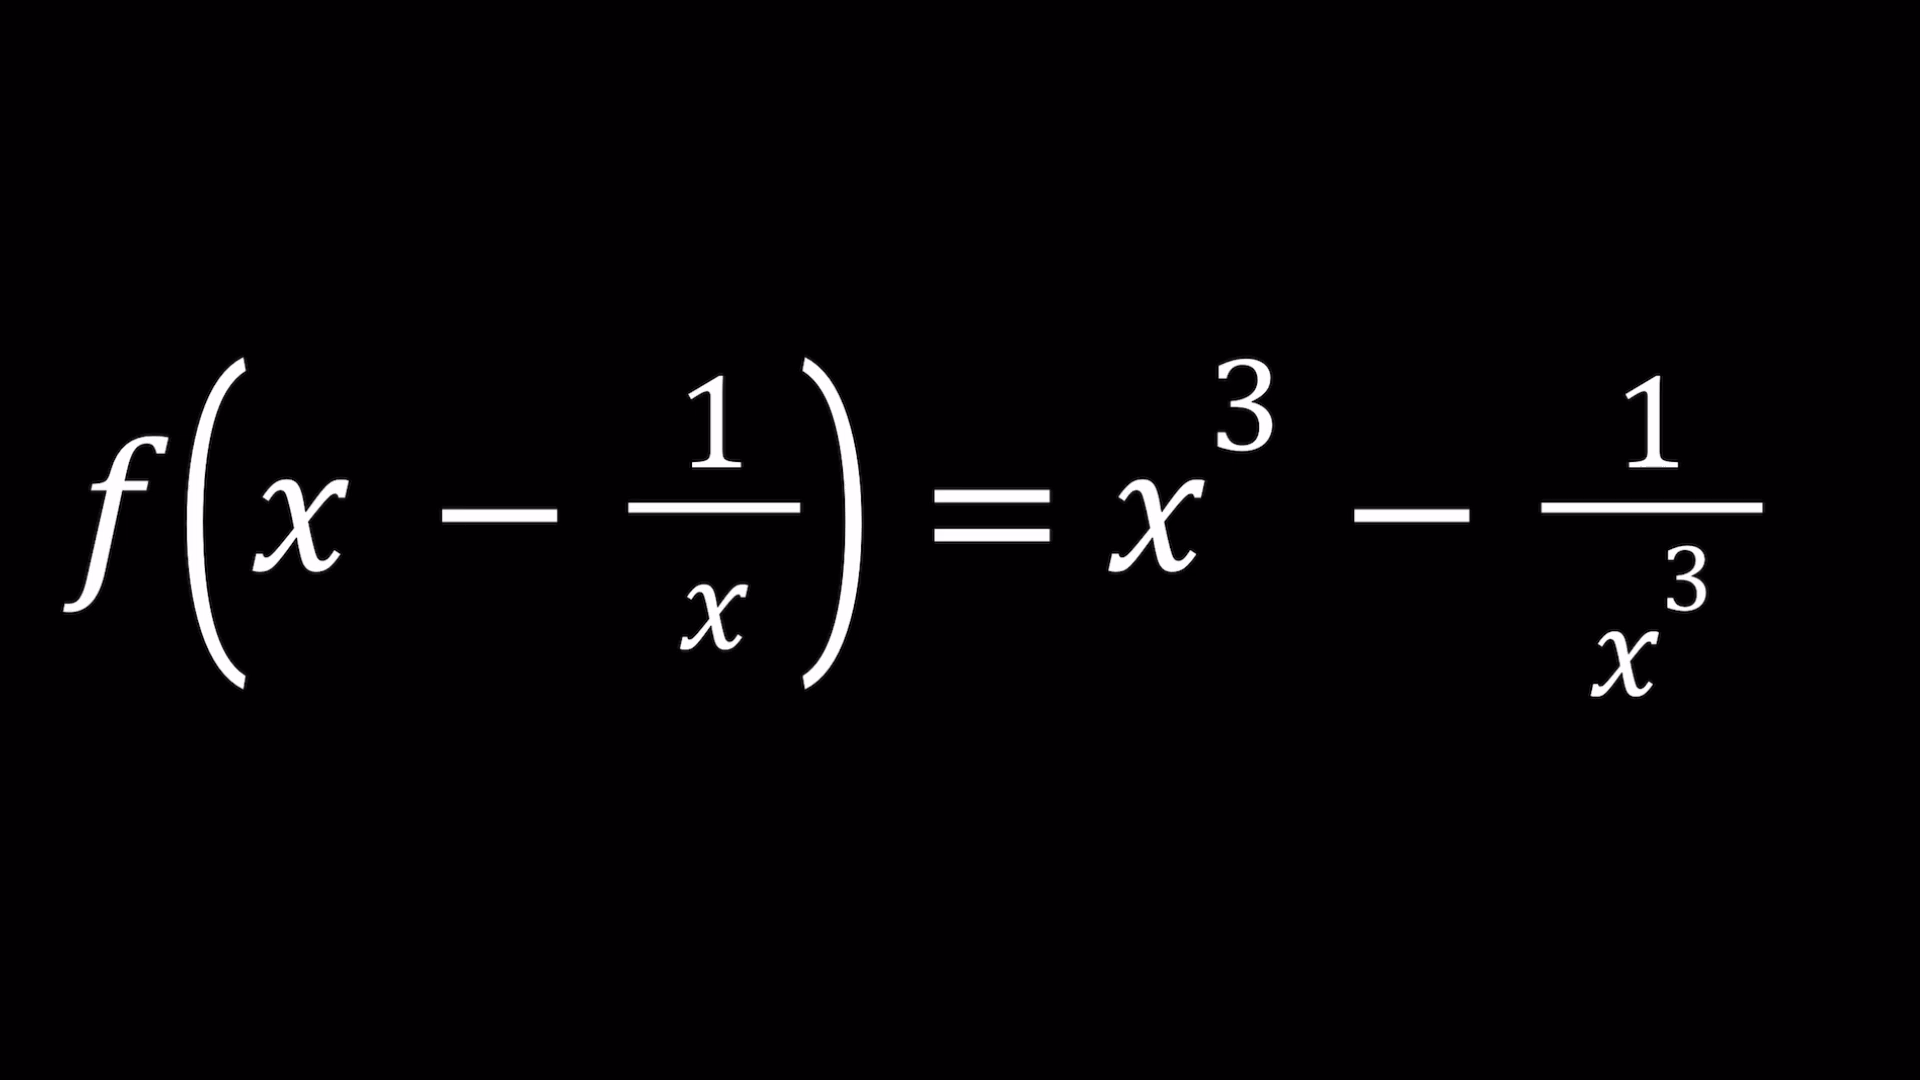 f(x − 1/x) = x³ − 1/x³